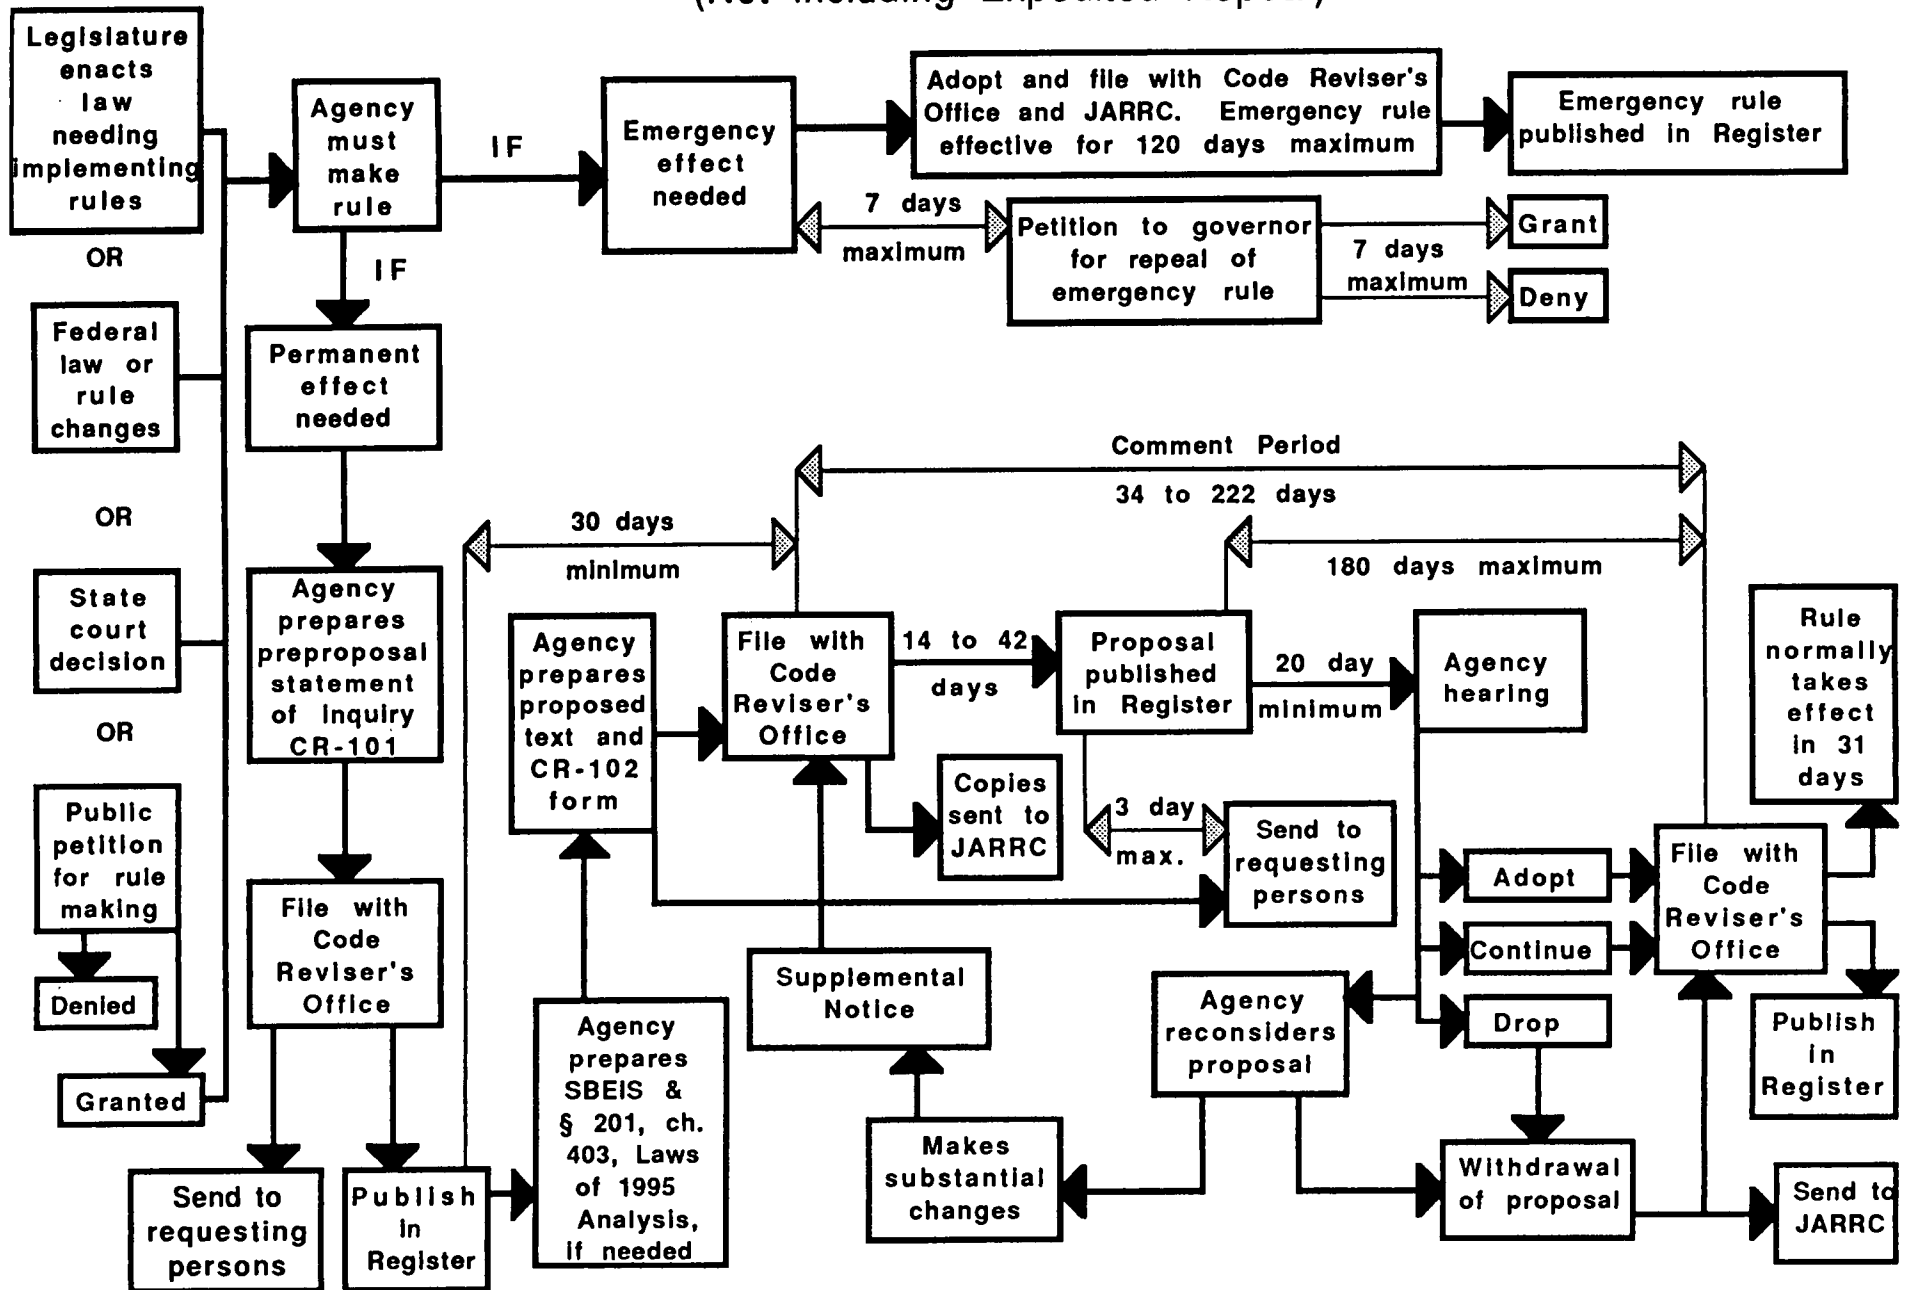 (Not Including Expedited Repeal)
Legislature
enacts
law
needing
implementing
rules
OR
Federal
law or
rule
changes
OR
State
court
decision
OR
Public
petition
for rule
making
Denied
Granted
Agency
must
make
rule
IF
IF
Emergency
effect
needed
Adopt and file with Code Reviser's
Office and JARRC. Emergency rule
effective for 120 days maximum
Emergency rule
published in Register
7 days
maximum
Petition to governor
for repeal of
emergency rule
7 days
maximum
Grant
Deny
Permanent
effect
needed
Agency
prepares
preproposal
statement
of inquiry
CR-101
File with
Code
Reviser's
Office
Send to
requesting
persons
Publish
in
Register
30 days
minimum
Agency
prepares
SBEIS &
§ 201, ch.
403, Laws
of 1995
Analysis,
if needed
Agency
prepares
proposed
text and
CR-102
form
File with
Code
Reviser's
Office
Comment Period
34 to 222 days
180 days maximum
14 to 42
days
Proposal
published
in Register
20 day
minimum
Agency
hearing
Copies
sent to
JARRC
3 day
max.
Send to
requesting
persons
Supplemental
Notice
Makes
substantial
changes
Agency
reconsiders
proposal
Adopt
Continue
Drop
Withdrawal
of proposal
File with
Code
Reviser's
Office
Rule
normally
takes
effect
in 31
days
Publish
in
Register
Send to
JARRC